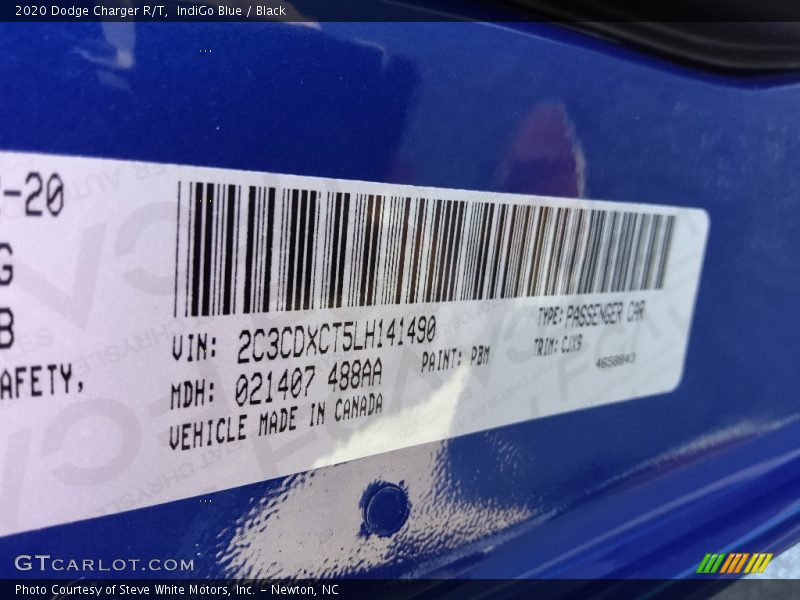 2020 Dodge Charger R/T, IndiGo Blue / Black
-20
G
B
AFETY,
VIN: 2C3CDXCT5LH141490
TYPE: PASSENGER CAR
MDH: 021407 488AA
PAINT: PBM
TRIM: CJX9
4658843
VEHICLE MADE IN CANADA
GTCARLOT.COM
Photo Courtesy of Steve White Motors, Inc. – Newton, NC